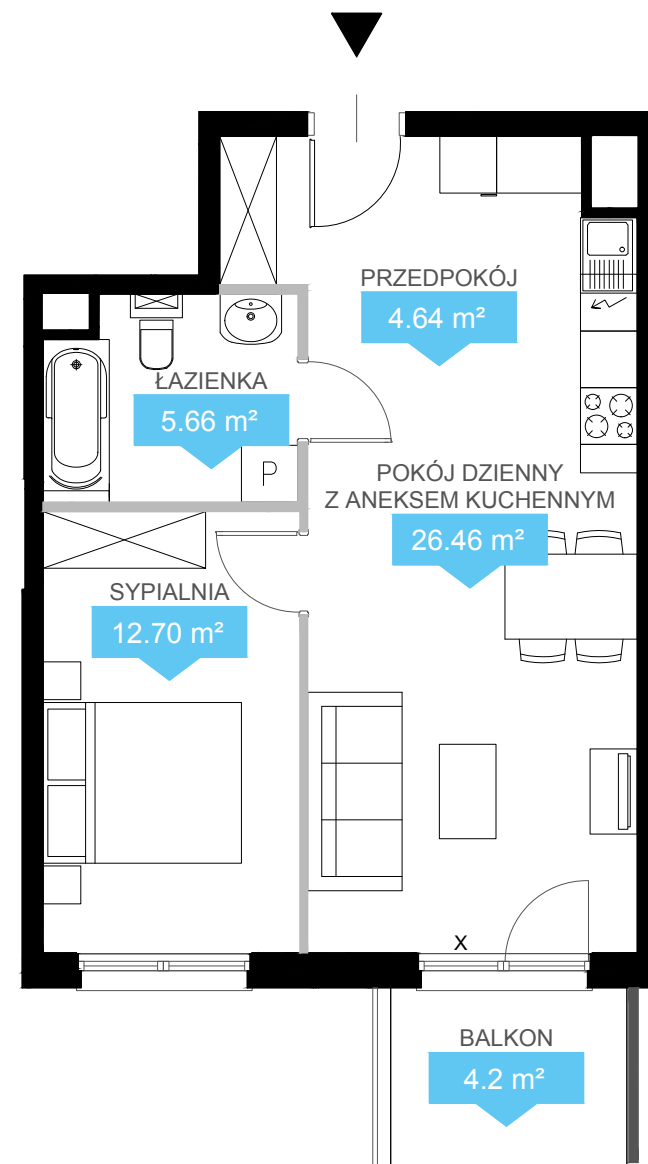 PRZEDPOKÓJ
4.64 m²
ŁAZIENKA
5.66 m²
P
POKÓJ DZIENNY
Z ANEKSEM KUCHENNYM
26.46 m²
SYPIALNIA
12.70 m²
X
BALKON
4.2 m²